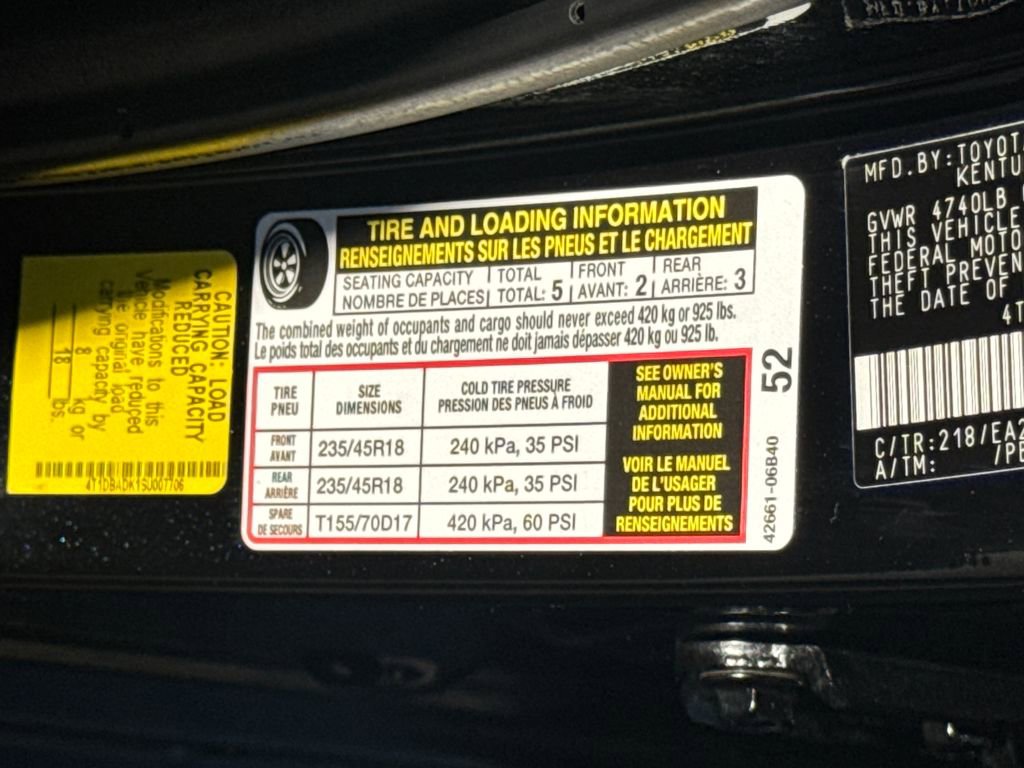 CAUTION: LOAD
CARRYING CAPACITY
REDUCED
Modifications to this
Vehicle have reduced
the original load
carrying capacity by
8 kg or
18 lbs.
TIRE AND LOADING INFORMATION
RENSEIGNEMENTS SUR LES PNEUS ET LE CHARGEMENT
SEATING CAPACITY TOTAL FRONT REAR
NOMBRE DE PLACES TOTAL: 5 AVANT: 2 ARRIÈRE: 3
The combined weight of occupants and cargo should never exceed 420 kg or 925 lbs.
Le poids total des occupants et du chargement ne doit jamais dépasser 420 kg ou 925 lb.
TIRE SIZE COLD TIRE PRESSURE
PNEU DIMENSIONS PRESSION DES PNEUS À FROID
FRONT
AVANT 235/45R18 240 kPa, 35 PSI
REAR
ARRIÈRE 235/45R18 240 kPa, 35 PSI
SPARE
DE SECOURS T155/70D17 420 kPa, 60 PSI
SEE OWNER'S
MANUAL FOR
ADDITIONAL
INFORMATION
VOIR LE MANUEL
DE L'USAGER
POUR PLUS DE
RENSEIGNEMENTS
52
42661-06B40
MFD.BY:TOYOT
KENTU
GVWR 4740LB
THIS VEHICLE
FEDERAL MOTO
THEFT PREVEN
THE DATE OF
4T
C/TR:218/EA2
A/TM: /PE